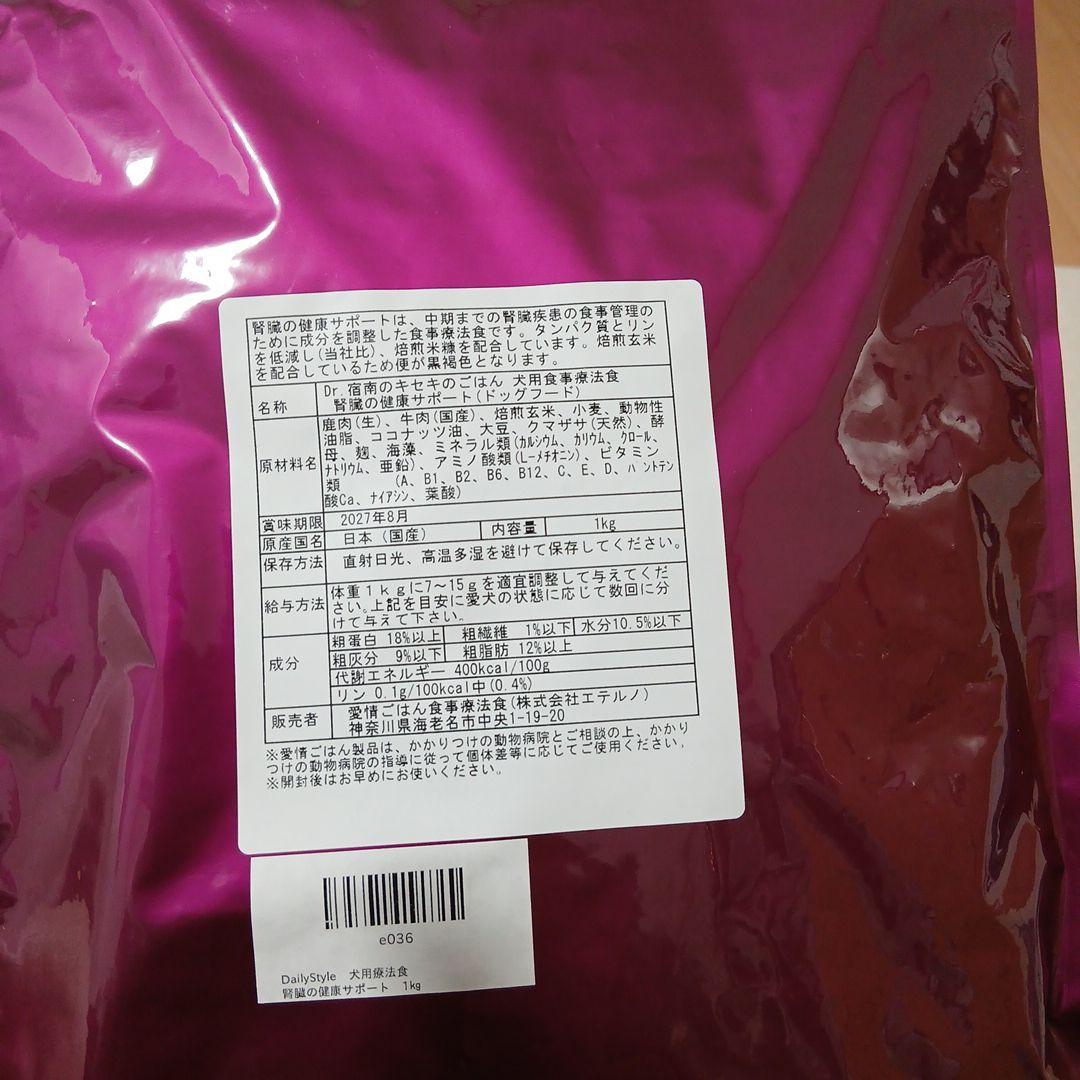 腎臓の健康サポートは、中期までの腎臓疾患の食事管理の
ために成分を調整した食事療法食です。タンパク質とリン
を低減し(当社比)、焙煎米糠を配合しています。焙煎玄米
を配合しているため便が黒褐色となります。
名称 Dr.宿南のキセキのごはん 犬用食事療法食
腎臓の健康サポート(ドッグフード)
原材料名 鹿肉(生)、牛肉(国産)、焙煎玄米、小麦、動物性
油脂、ココナッツ油、大豆、クマザサ(天然)、酵
母、麹、海藻、ミネラル類(カルシウム、カリウム、クロール、
ナトリウム、亜鉛)、アミノ酸類(L-メチオニン)、ビタミン
類 (A、B1、B2、B6、B12、C、E、D、パントテン
酸Ca、ナイアシン、葉酸)
賞味期限 2027年8月
原産国名 日本(国産) 内容量 1kg
保存方法 直射日光、高温多湿を避けて保存してください。
給与方法 体重1kgに7～15gを適宜調整して与えてくだ
さい。上記を目安に愛犬の状態に応じて数回に分
けて与えて下さい。
成分 粗蛋白 18%以上 粗繊維 1%以下 水分10.5%以下
粗灰分 9%以下 粗脂肪 12%以上
代謝エネルギー 400kcal/100g
リン 0.1g/100kcal中(0.4%)
販売者 愛情ごはん食事療法食(株式会社エテルノ)
神奈川県海老名市中央1-19-20
※愛情ごはん製品は、かかりつけの動物病院とご相談の上、かかり
つけの動物病院の指導に従って個体差等に応じてご使用ください。
※開封後はお早めにお使いください。
e036
DailyStyle 犬用療法食
腎臓の健康サポート 1kg